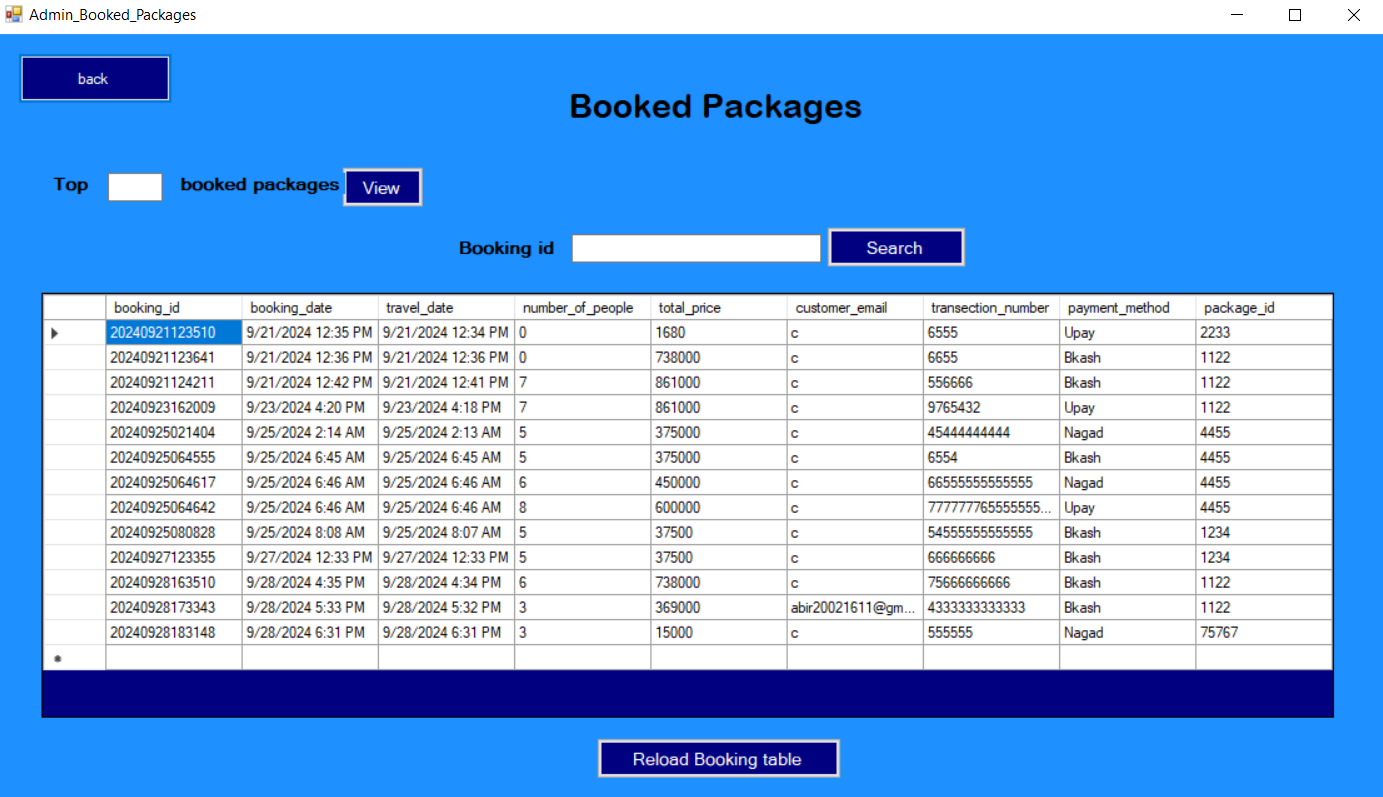 Admin_Booked_Packages
back
Booked Packages
Top booked packages View
Booking id Search
booking_id booking_date travel_date number_of_people total_price customer_email transection_number payment_method package_id
20240921123510 9/21/2024 12:35 PM 9/21/2024 12:34 PM 0 1680 c 6555 Upay 2233
20240921123641 9/21/2024 12:36 PM 9/21/2024 12:36 PM 0 738000 c 6655 Bkash 1122
20240921124211 9/21/2024 12:42 PM 9/21/2024 12:41 PM 7 861000 c 556666 Bkash 1122
20240923162009 9/23/2024 4:20 PM 9/23/2024 4:18 PM 7 861000 c 9765432 Upay 1122
20240925021404 9/25/2024 2:14 AM 9/25/2024 2:13 AM 5 375000 c 45444444444 Nagad 4455
20240925064555 9/25/2024 6:45 AM 9/25/2024 6:45 AM 5 375000 c 6554 Bkash 4455
20240925064617 9/25/2024 6:46 AM 9/25/2024 6:46 AM 6 450000 c 66555555555555 Nagad 4455
20240925064642 9/25/2024 6:46 AM 9/25/2024 6:46 AM 8 600000 c 777777765555555... Upay 4455
20240925080828 9/25/2024 8:08 AM 9/25/2024 8:07 AM 5 37500 c 54555555555555 Bkash 1234
20240927123355 9/27/2024 12:33 PM 9/27/2024 12:33 PM 5 37500 c 666666666 Bkash 1234
20240928163510 9/28/2024 4:35 PM 9/28/2024 4:34 PM 6 738000 c 75666666666 Bkash 1122
20240928173343 9/28/2024 5:33 PM 9/28/2024 5:32 PM 3 369000 abir20021611@gm... 4333333333333 Bkash 1122
20240928183148 9/28/2024 6:31 PM 9/28/2024 6:31 PM 3 15000 c 555555 Nagad 75767
Reload Booking table